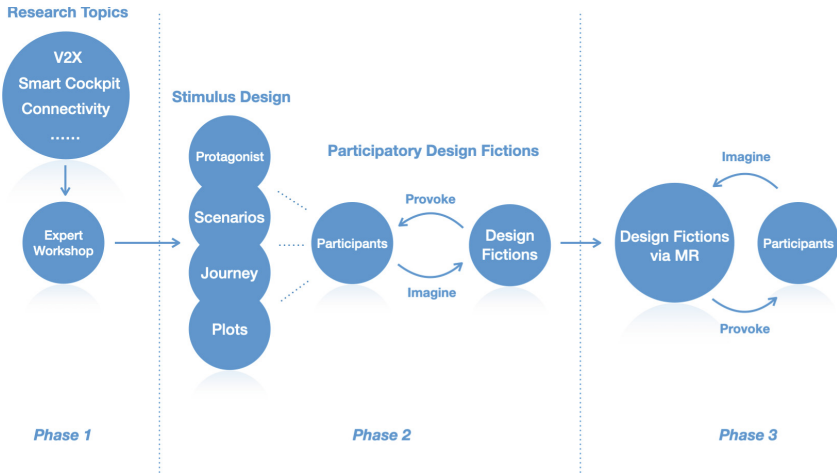 Research Topics
V2X
Smart Cockpit
Connectivity
......
Expert
Workshop
Phase 1
Stimulus Design
Protagonist
Scenarios
Journey
Plots
Participatory Design Fictions
Participants
Provoke
Imagine
Design
Fictions
Phase 2
Imagine
Design Fictions
via MR
Participants
Provoke
Phase 3